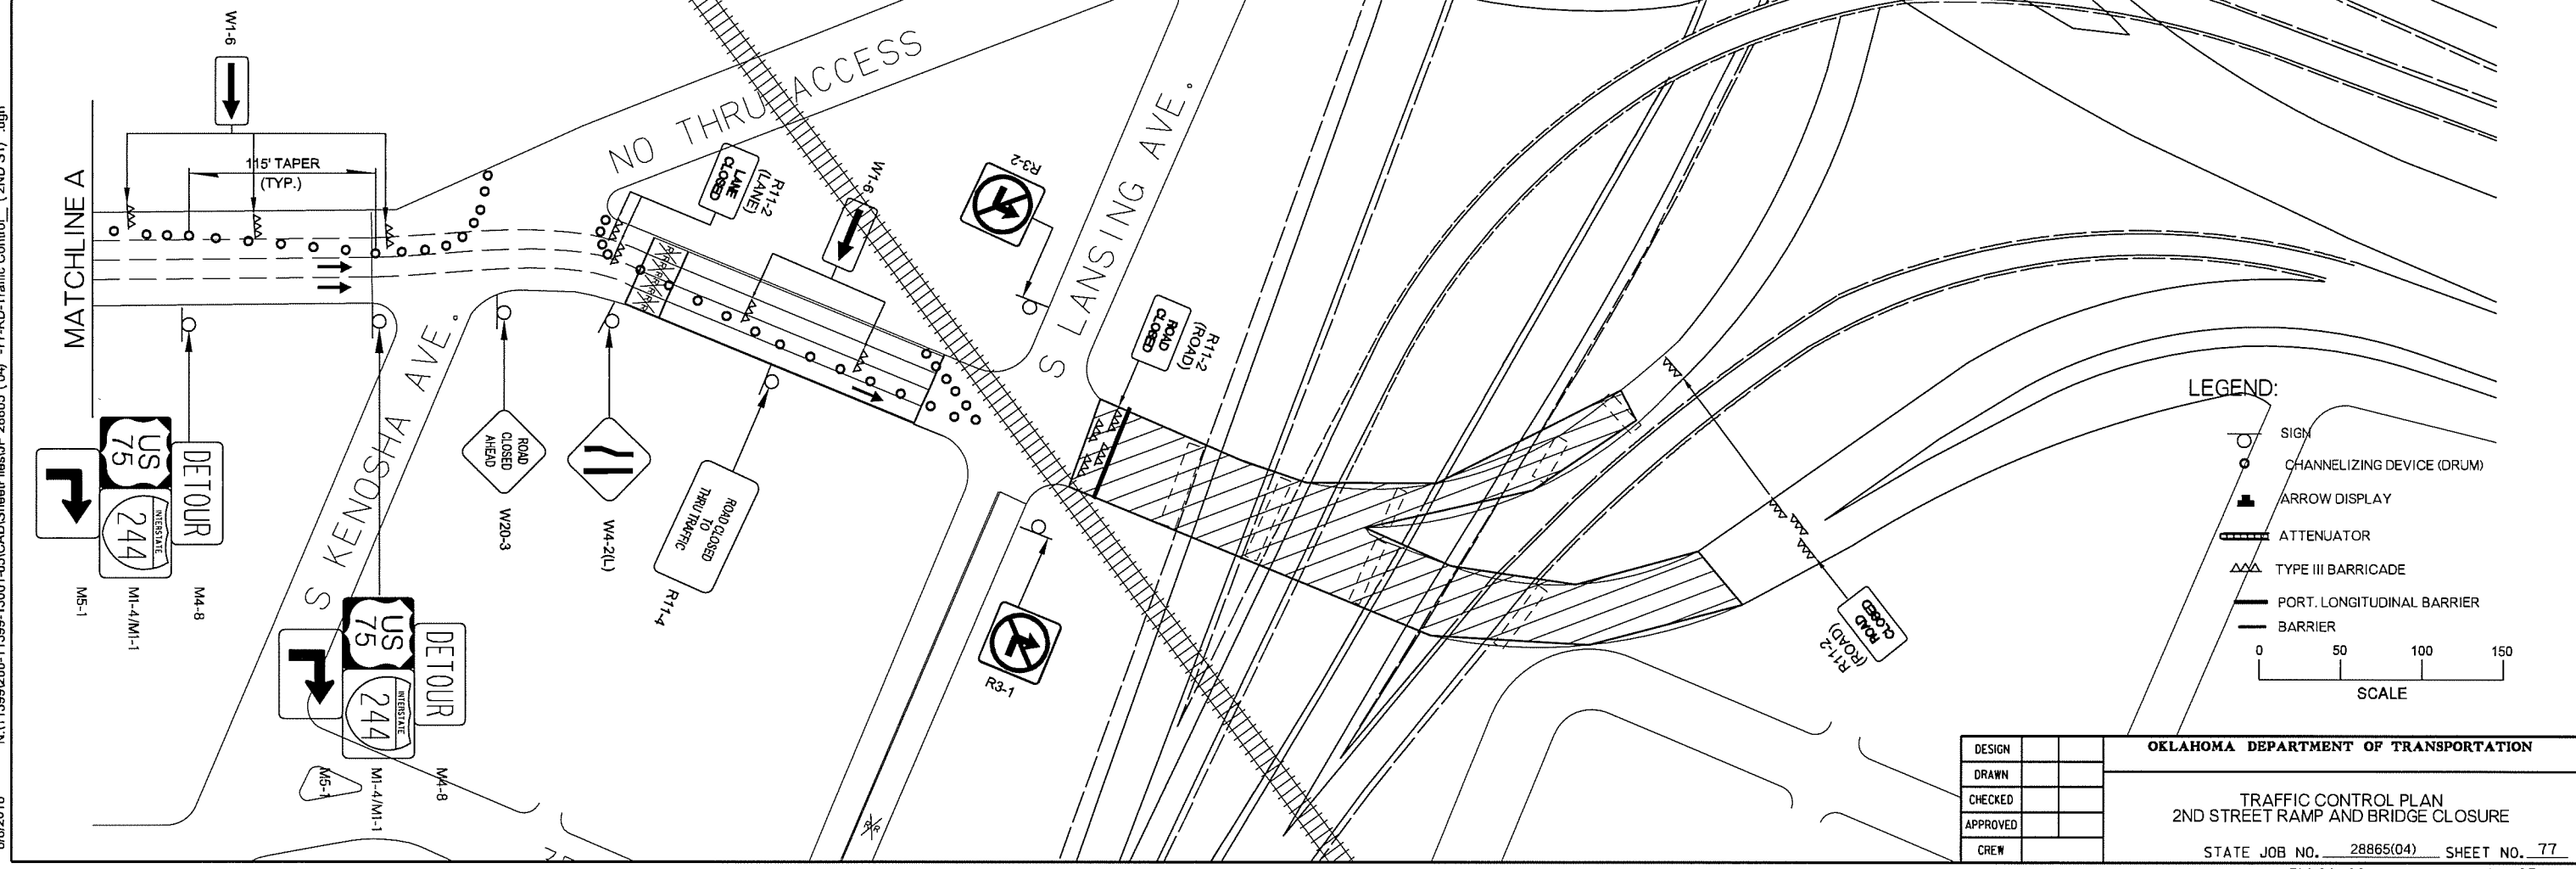 W1-6
115' TAPER
(TYP.)
MATCHLINE A
NO THRU ACCESS
LANE
CLOSED
R11-2
(LANE)
W1-6
R3-2
S LANSING AVE.
ROAD
CLOSED
R11-2
(ROAD)
S KENOSHA AVE.
DETOUR
US
75
INTERSTATE
244
M4-8
M1-4/M1-1
M5-1
DETOUR
US
75
INTERSTATE
244
M4-8
M1-4/M1-1
M5-1
ROAD
CLOSED
AHEAD
W20-3
W4-2(L)
ROAD CLOSED
TO
THRU TRAFFIC
R11-4
R3-1
ROAD
CLOSED
R11-2
(ROAD)
LEGEND:
SIGN
CHANNELIZING DEVICE (DRUM)
ARROW DISPLAY
ATTENUATOR
TYPE III BARRICADE
PORT. LONGITUDINAL BARRIER
BARRIER
0 50 100 150
SCALE
DESIGN
DRAWN
CHECKED
APPROVED
CREW
OKLAHOMA DEPARTMENT OF TRANSPORTATION
TRAFFIC CONTROL PLAN
2ND STREET RAMP AND BRIDGE CLOSURE
STATE JOB NO. 28865(04) SHEET NO. 77